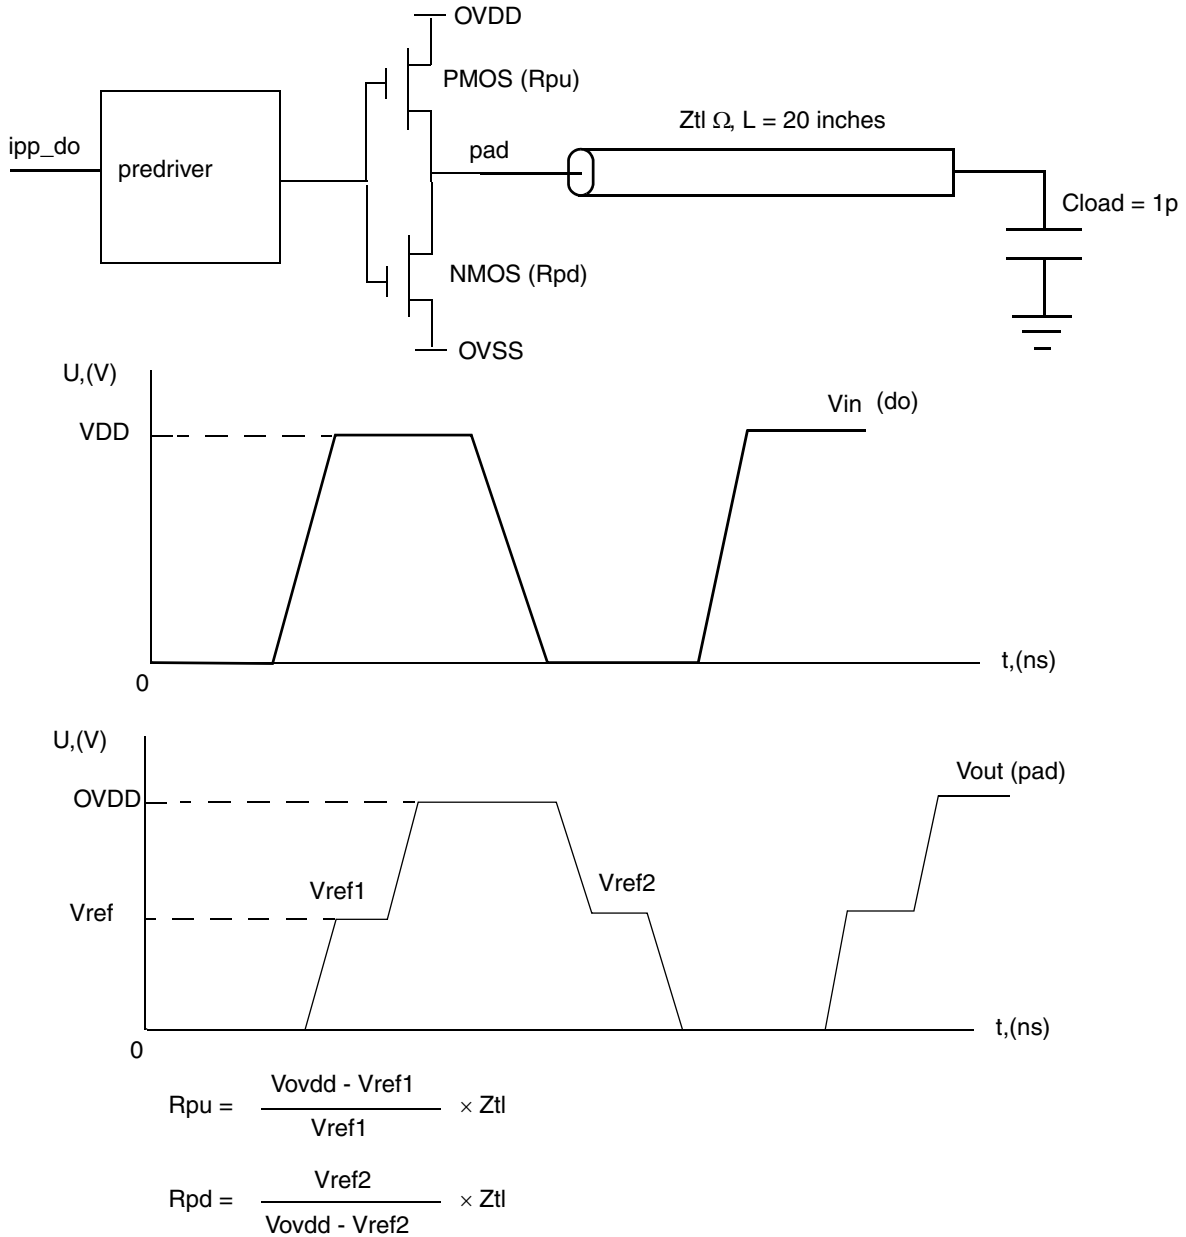 OVDD
PMOS (Rpu)
Ztl Ω, L = 20 inches
ipp_do
predriver
pad
Cload = 1p
NMOS (Rpd)
OVSS
U,(V)
VDD
Vin (do)
t,(ns)
0
U,(V)
OVDD
Vout (pad)
Vref1
Vref2
Vref
t,(ns)
0
Vovdd - Vref1
Rpu = × Ztl
Vref1
Vref2
Rpd = × Ztl
Vovdd - Vref2